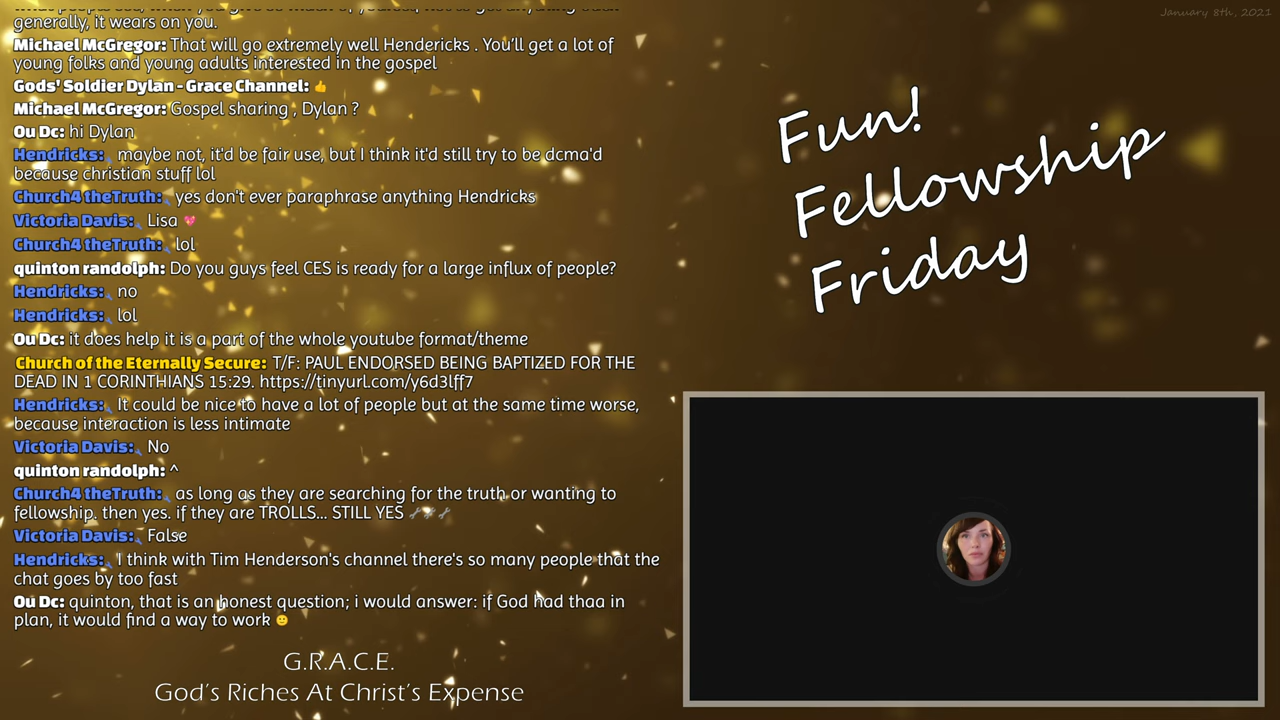 generally, it wears on you.
Michael McGregor: That will go extremely well Hendericks . You'll get a lot of
young folks and young adults interested in the gospel
Gods' Soldier Dylan - Grace Channel: 👍
Michael McGregor: Gospel sharing , Dylan ?
Ou Dc: hi Dylan
Hendricks: maybe not, it'd be fair use, but I think it'd still try to be dcma'd
because christian stuff lol
Church4 theTruth: yes don't ever paraphrase anything Hendricks
Victoria Davis: Lisa 💖
Church4 theTruth: lol
quinton randolph: Do you guys feel CES is ready for a large influx of people?
Hendricks: no
Hendricks: lol
Ou Dc: it does help it is a part of the whole youtube format/theme
Church of the Eternally Secure: T/F: PAUL ENDORSED BEING BAPTIZED FOR THE
DEAD IN 1 CORINTHIANS 15:29. https://tinyurl.com/y6d3lff7
Hendricks: It could be nice to have a lot of people but at the same time worse,
because interaction is less intimate
Victoria Davis: No
quinton randolph: ^
Church4 theTruth: as long as they are searching for the truth or wanting to
fellowship. then yes. if they are TROLLS... STILL YES
Victoria Davis: False
Hendricks: I think with Tim Henderson's channel there's so many people that the
chat goes by too fast
Ou Dc: quinton, that is an honest question; i would answer: if God had thaa in
plan, it would find a way to work 🙂
G.R.A.C.E.
God's Riches At Christ's Expense
January 8th, 2021
Fun!
Fellowship
Friday